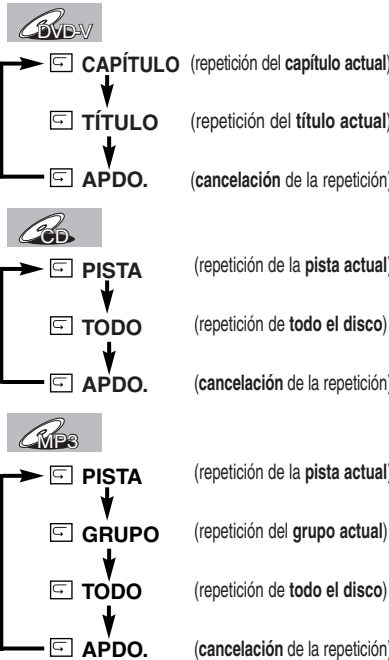 DVD-V
CAPÍTULO (repetición del capítulo actual)
TÍTULO (repetición del título actual)
APDO. (cancelación de la repetición)
CD
PISTA (repetición de la pista actual)
TODO (repetición de todo el disco)
APDO. (cancelación de la repetición)
MP3
PISTA (repetición de la pista actual)
GRUPO (repetición del grupo actual)
TODO (repetición de todo el disco)
APDO. (cancelación de la repetición)